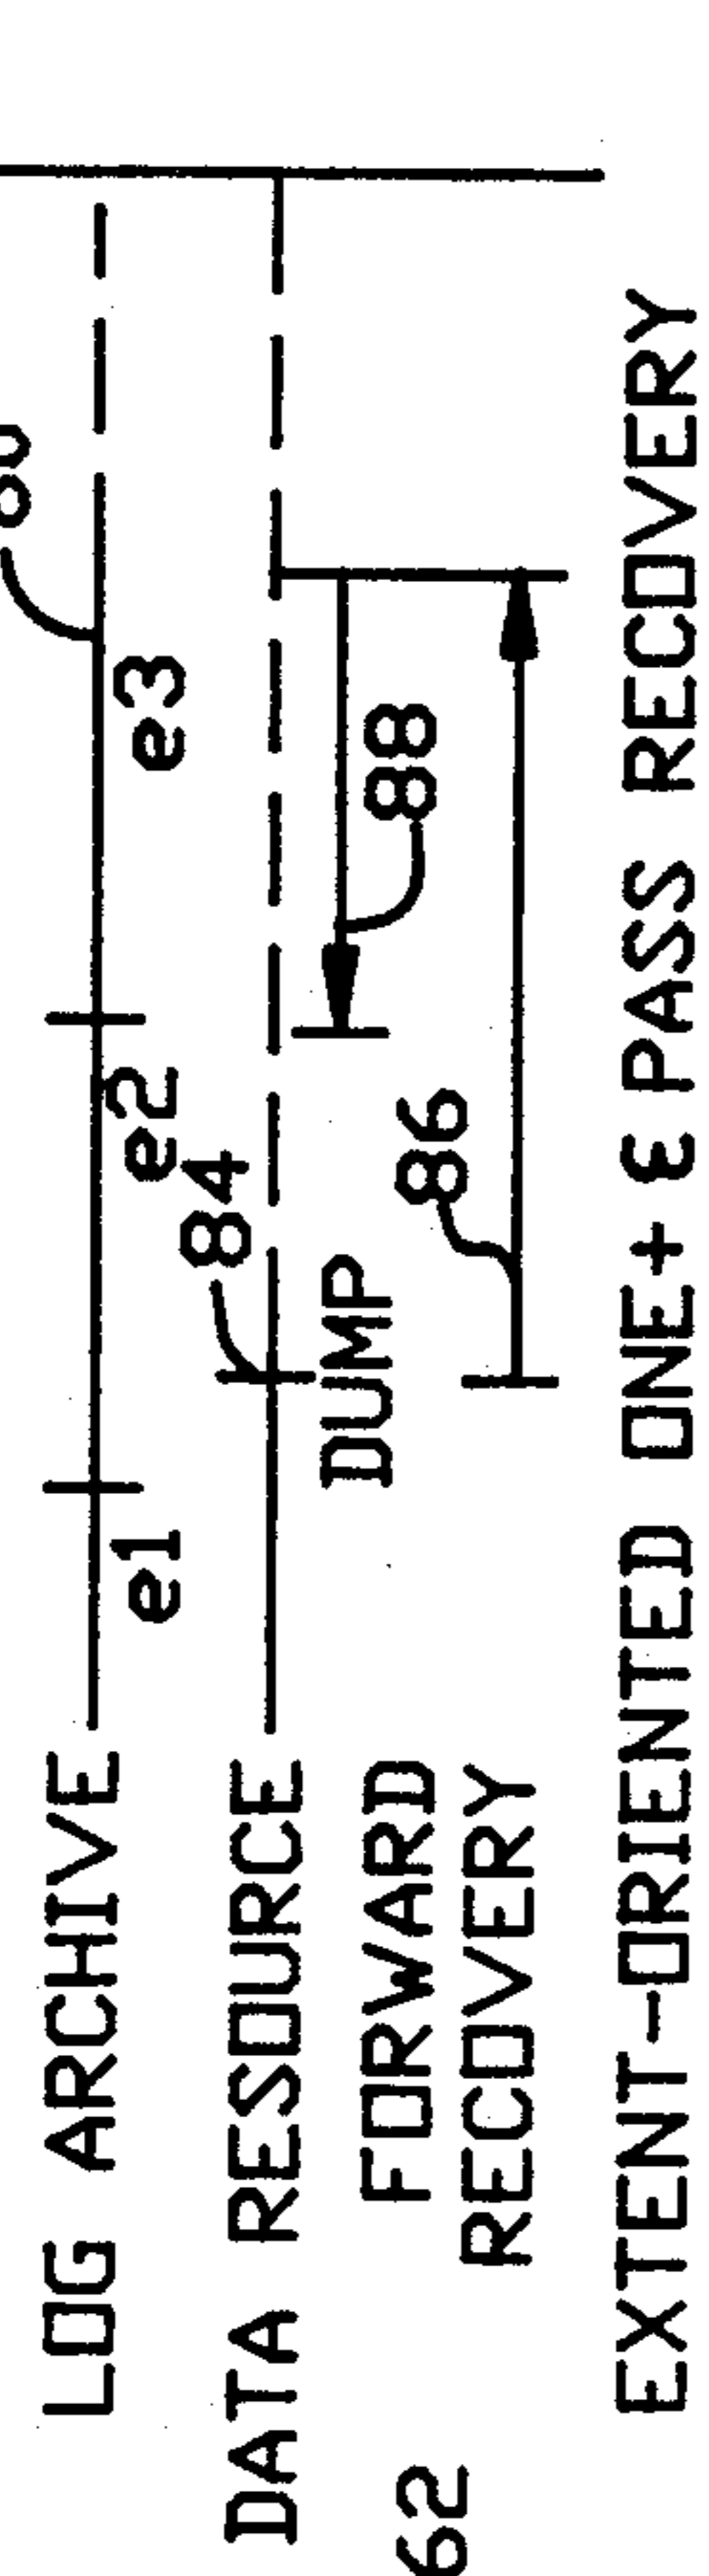 LOG ARCHIVE
e1 e2 e3
84
DATA RESOURCE
DUMP
88
62
FORWARD
RECOVERY
86
EXTENT-ORIENTED ONE+ ε PASS RECOVERY